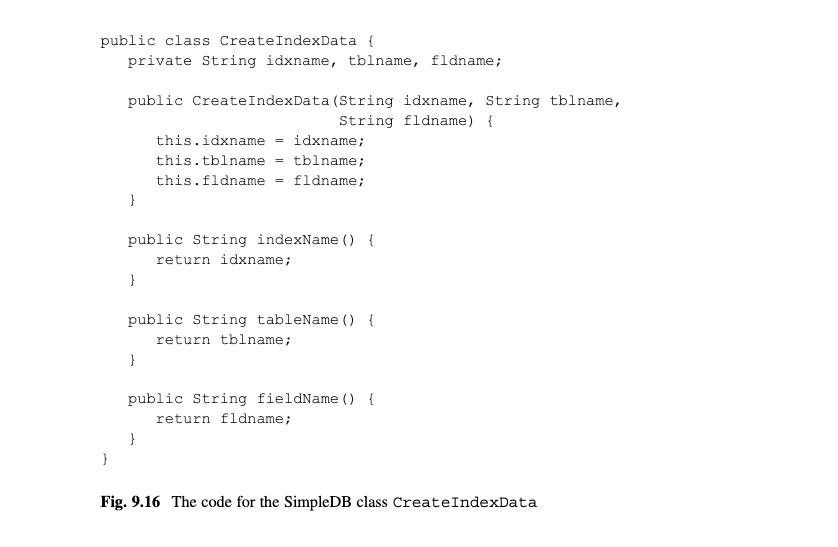 public class CreateIndexData {
   private String idxname, tblname, fldname;

   public CreateIndexData(String idxname, String tblname,
                          String fldname) {
      this.idxname = idxname;
      this.tblname = tblname;
      this.fldname = fldname;
   }

   public String indexName() {
      return idxname;
   }

   public String tableName() {
      return tblname;
   }

   public String fieldName() {
      return fldname;
   }
}

Fig. 9.16 The code for the SimpleDB class CreateIndexData